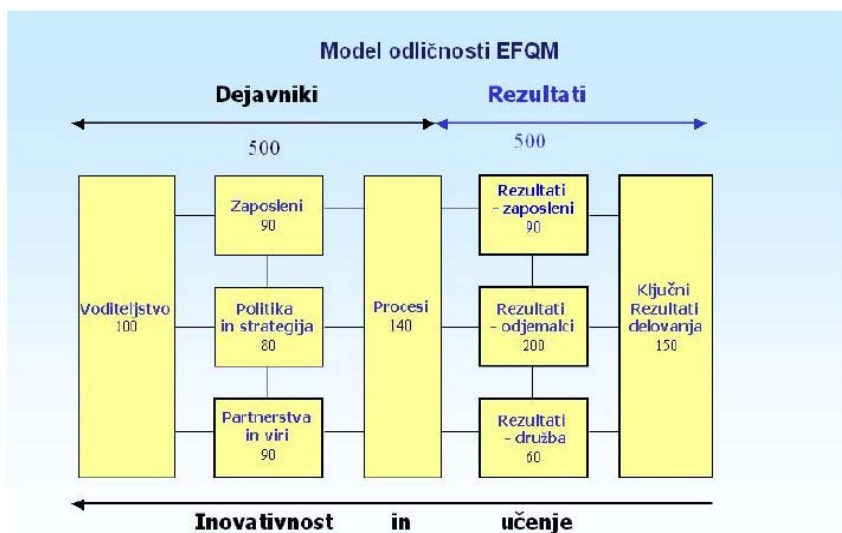 Model odličnosti EFQM
Dejavniki
Rezultati
500
500
Voditeljstvo
100
Zaposleni
90
Politika
in strategija
80
Partnerstva
in viri
90
Procesi
140
Rezultati
- zaposleni
90
Rezultati
- odjemalci
200
Rezultati
- družba
60
Ključni
Rezultati
delovanja
150
Inovativnost in učenje